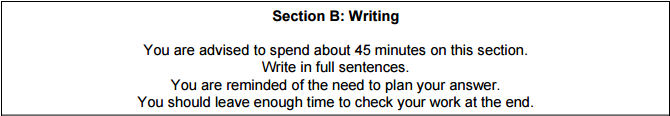 Section B: Writing
You are advised to spend about 45 minutes on this section.
Write in full sentences.
You are reminded of the need to plan your answer.
You should leave enough time to check your work at the end.